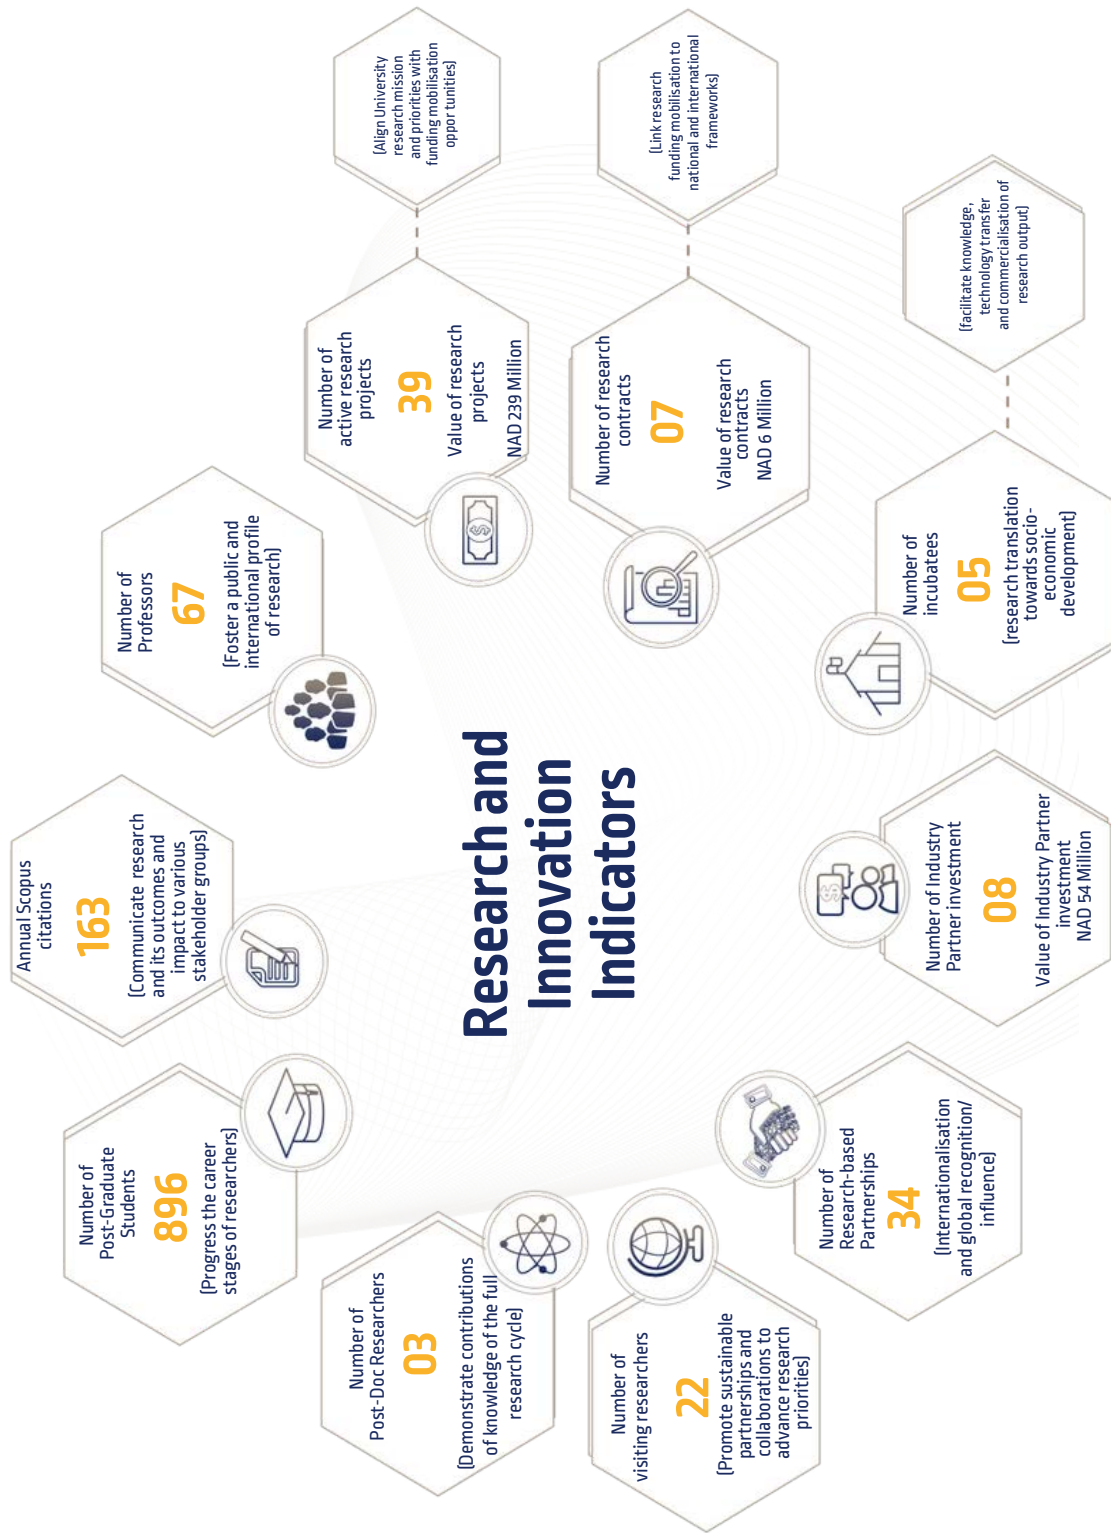 Research and
Innovation
Indicators
Number of
Post-Doc Researchers
03
(Demonstrate contributions
of knowledge of the full
research cycle)
Number of
Post-Graduate
Students
896
(Progress the career
stages of researchers)
Annual Scopus
citations
163
(Communicate research
and its outcomes and
impact to various
stakeholder groups)
Number of
Professors
67
(Foster a public and
international profile
of research)
Number of
active research
projects
39
Value of research
projects
NAD 239 Million
(Align University
research mission
and priorities with
funding mobilisation
oppor tunities)
Number of research
contracts
07
Value of research
contracts
NAD 6 Million
(Link research
funding mobilisation to
national and international
frameworks)
Number of
incubatees
05
(research translation
towards socio-
economic
development)
(facilitate knowledge,
technology transfer
and commercialisation of
research output)
Number of Industry
Partner investment
08
Value of Industry Partner
investment
NAD 54 Million
Number of
Research-based
Partnerships
34
(Internationalisation
and global recognition/
influence)
Number of
visiting researchers
22
(Promote sustainable
partnerships and
collaborations to
advance research
priorities)